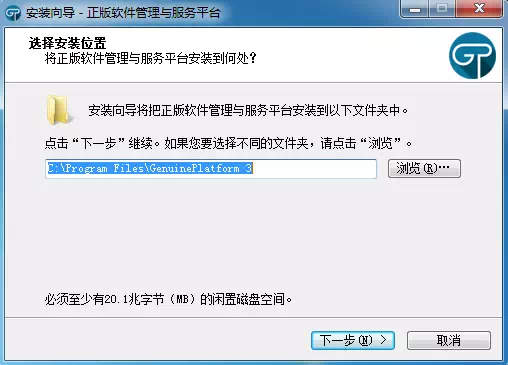 安装向导 - 正版软件管理与服务平台
选择安装位置
将正版软件管理与服务平台安装到何处？
GP
安装向导将把正版软件管理与服务平台安装到以下文件夹中。
点击“下一步”继续。如果您要选择不同的文件夹，请点击“浏览”。
C:\Program Files\GenuinePlatform 3
浏览(R)...
必须至少有20.1兆字节（MB）的闲置磁盘空间。
下一步(N) >
取消